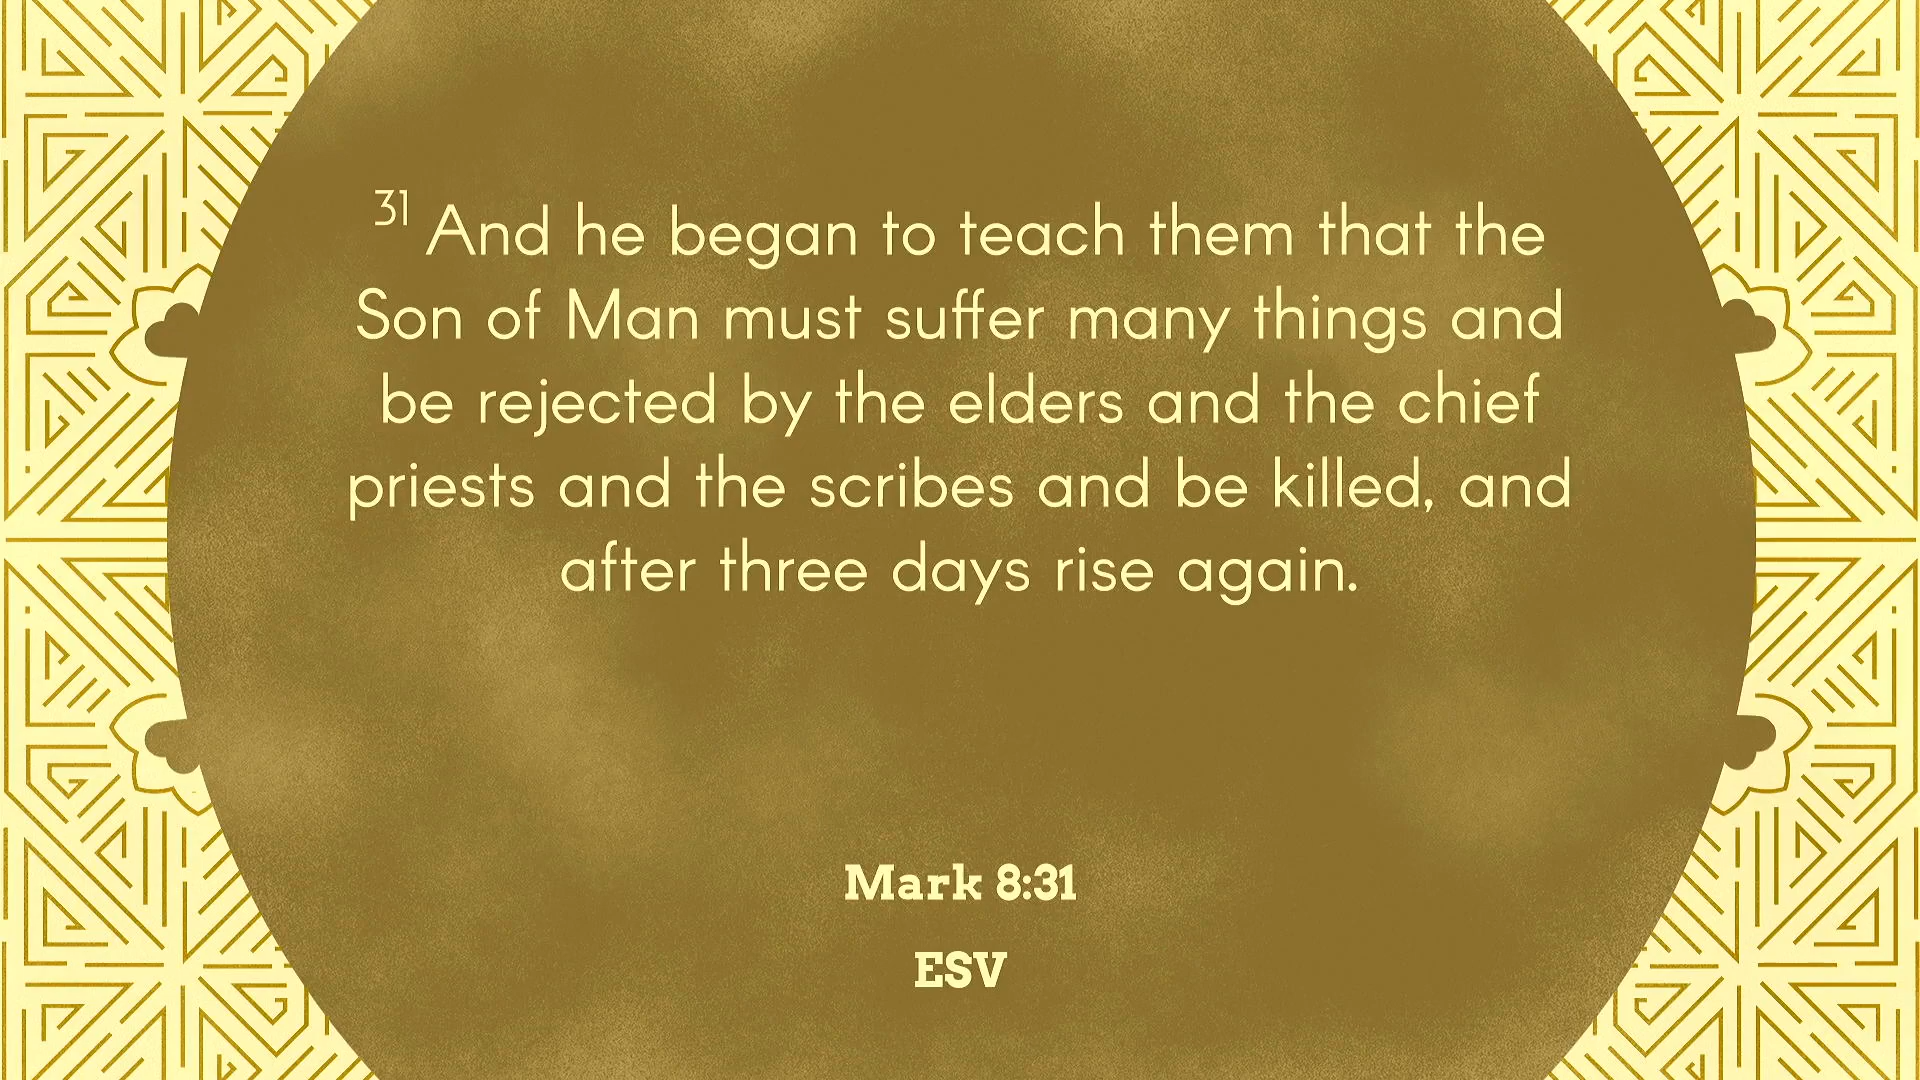 31 And he began to teach them that the
Son of Man must suffer many things and
be rejected by the elders and the chief
priests and the scribes and be killed, and
after three days rise again.
Mark 8:31
ESV